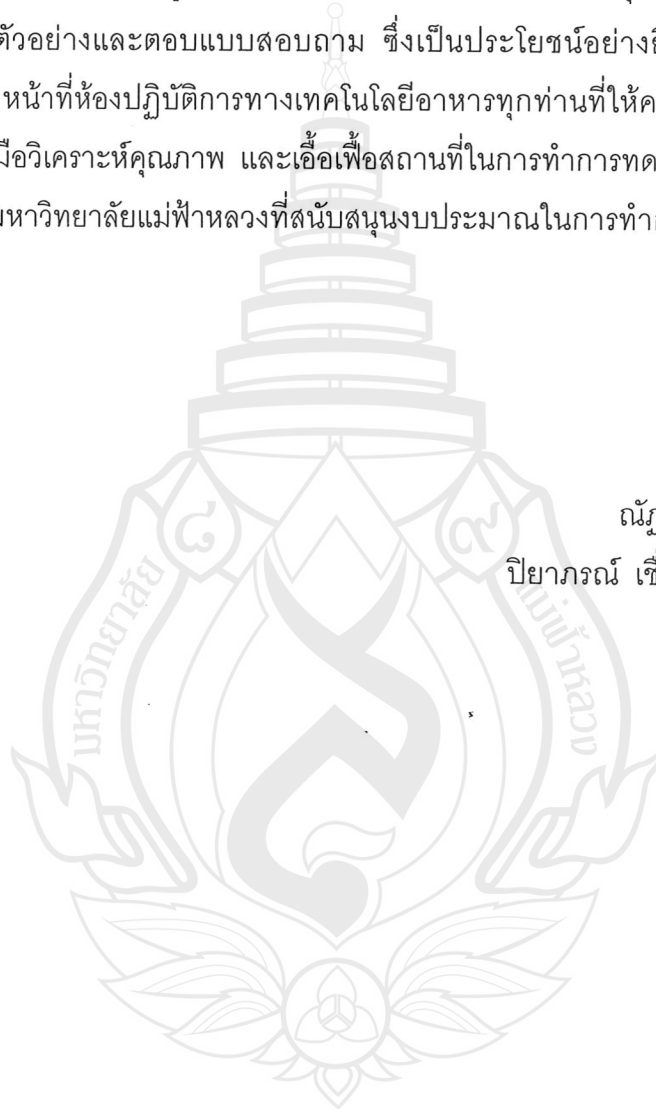 ตัวอย่างและตอบแบบสอบถาม ซึ่งเป็นประโยชน์อย่างยิ
หน้าที่ห้องปฏิบัติการทางเทคโนโลยีอาหารทุกท่านที่ให้ค
มือวิเคราะห์คุณภาพ และเอื้อเฟื้อสถานที่ในการทำการทด
มหาวิทยาลัยแม่ฟ้าหลวงที่สนับสนุนงบประมาณในการทำ
ณัฏ
ปิยาภรณ์ เชื
๘ ๙
มหาวิทยาลัย
แม่ฟ้าหลวง